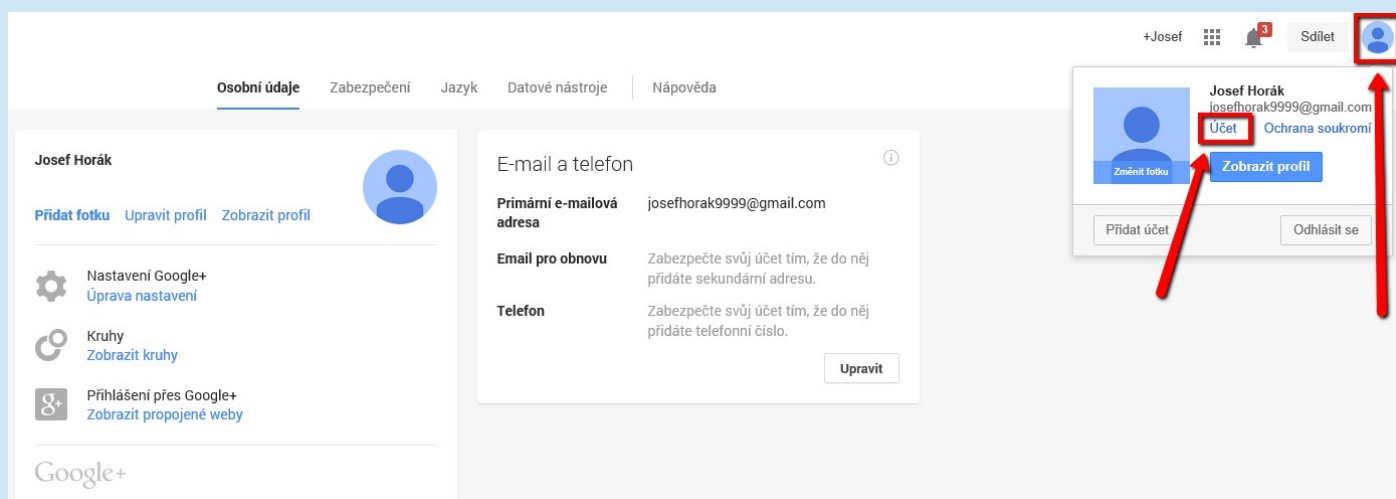 +Josef
3
Sdílet
Osobní údaje Zabezpečení Jazyk Datové nástroje Nápověda
Josef Horák
josefhorak9999@gmail.com
Účet Ochrana soukromí
Změnit fotku
Zobrazit profil
Přidat účet
Odhlásit se
Josef Horák
Přidat fotku Upravit profil Zobrazit profil
Nastavení Google+
Úprava nastavení
Kruhy
Zobrazit kruhy
Přihlášení přes Google+
Zobrazit propojené weby
Google+
E-mail a telefon
Primární e-mailová
adresa
josefhorak9999@gmail.com
Email pro obnovu
Zabezpečte svůj účet tím, že do něj
přidáte sekundární adresu.
Telefon
Zabezpečte svůj účet tím, že do něj
přidáte telefonní číslo.
Upravit